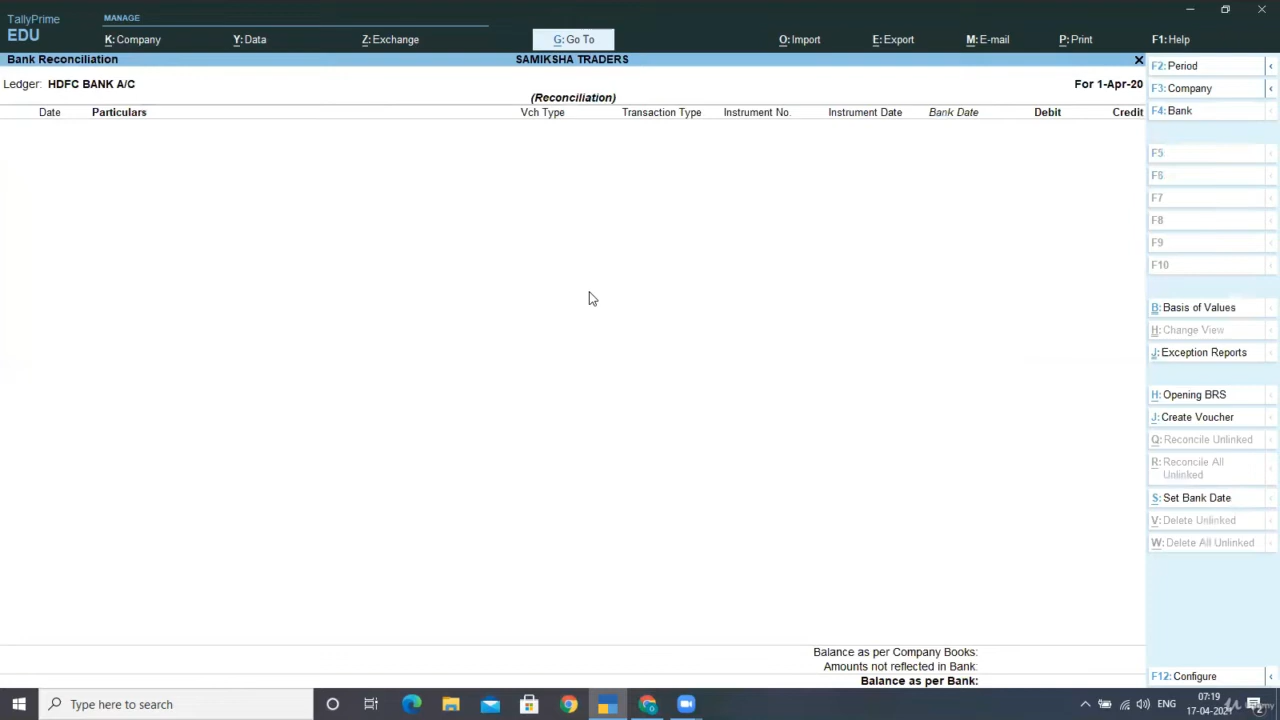 TallyPrime
EDU
MANAGE
K: Company
Y: Data
Z: Exchange
G: Go To
O: Import
E: Export
M: E-mail
P: Print
F1: Help
Bank Reconciliation
SAMIKSHA TRADERS
Ledger: HDFC BANK A/C
For 1-Apr-20
(Reconciliation)
Date Particulars Vch Type Transaction Type Instrument No. Instrument Date Bank Date Debit Credit
F2: Period
F3: Company
F4: Bank
F5
F6
F7
F8
F9
F10
B: Basis of Values
H: Change View
J: Exception Reports
H: Opening BRS
J: Create Voucher
Q: Reconcile Unlinked
R: Reconcile All
Unlinked
S: Set Bank Date
V: Delete Unlinked
W: Delete All Unlinked
Balance as per Company Books:
Amounts not reflected in Bank:
Balance as per Bank:
F12: Configure
Type here to search
ENG
07:19